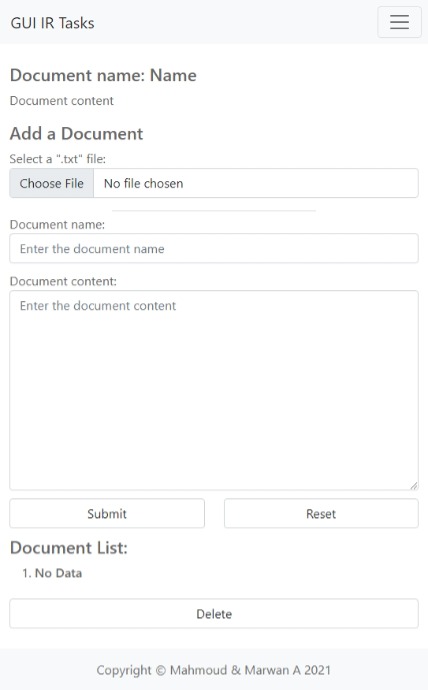 GUI IR Tasks
Document name: Name
Document content
Add a Document
Select a ".txt" file:
Choose File No file chosen
Document name:
Enter the document name
Document content:
Enter the document content
Submit Reset
Document List:
1. No Data
Delete
Copyright © Mahmoud & Marwan A 2021